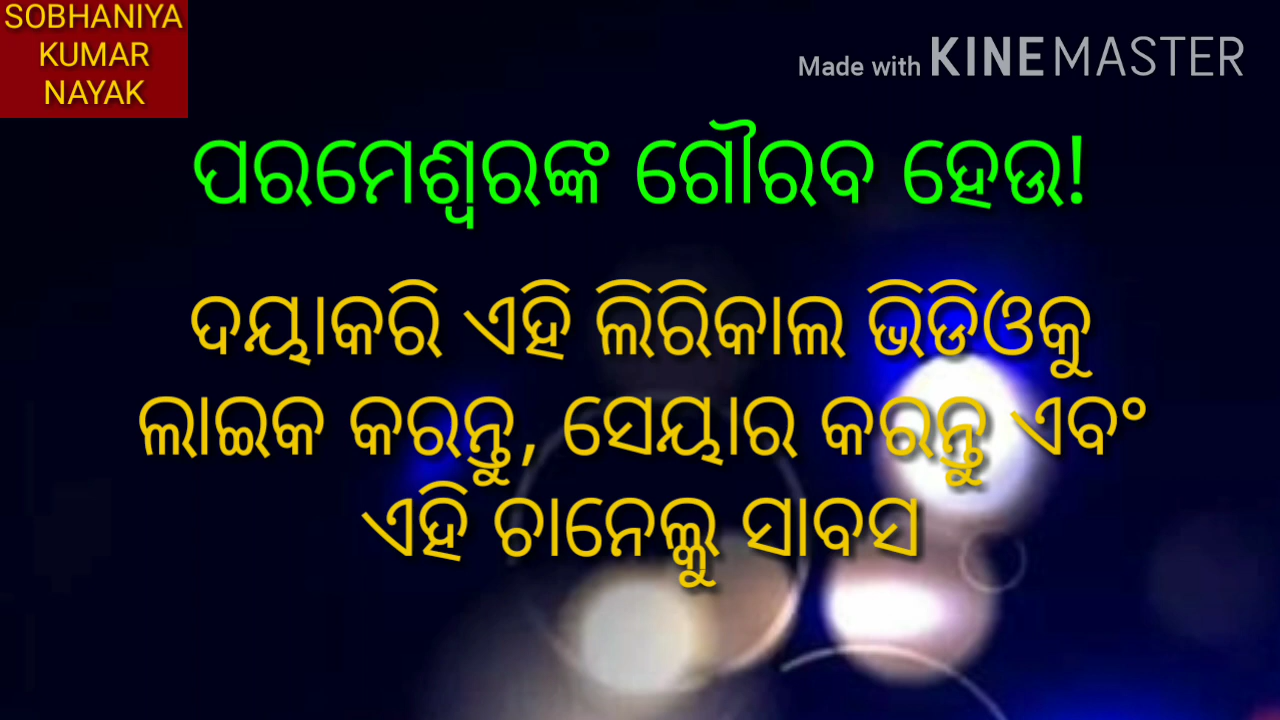 SOBHANIYA
KUMAR
NAYAK
Made with KINEMASTER
ପରମେଶ୍ୱରଙ୍କ ଗୌରବ ହେଉ!
ଦୟାକରି ଏହି ଲିରିକାଲ ଭିଡିଓକୁ
ଲାଇକ କରନ୍ତୁ, ସେୟାର କରନ୍ତୁ ଏବଂ
ଏହି ଚାନେଲ୍କୁ ସାବସ